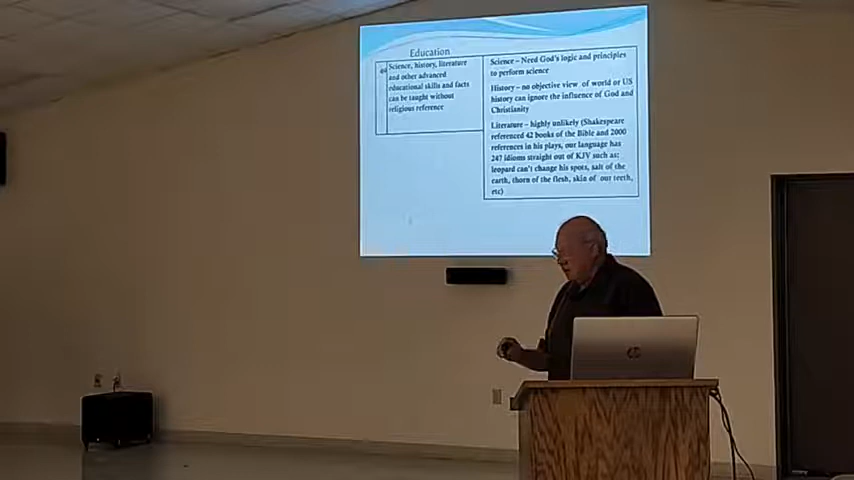 Education
49 Science, history, literature
and other advanced
educational skills and facts
can be taught without
religious reference
Science – Need God's logic and principles
to perform science
History – no objective view of world or US
history can ignore the influence of God and
Christianity
Literature – highly unlikely (Shakespeare
referenced 42 books of the Bible and 2000
references in his plays, our language has
247 idioms straight out of KJV such as:
leopard can't change his spots, salt of the
earth, thorn of the flesh, skin of our teeth,
etc)
hp